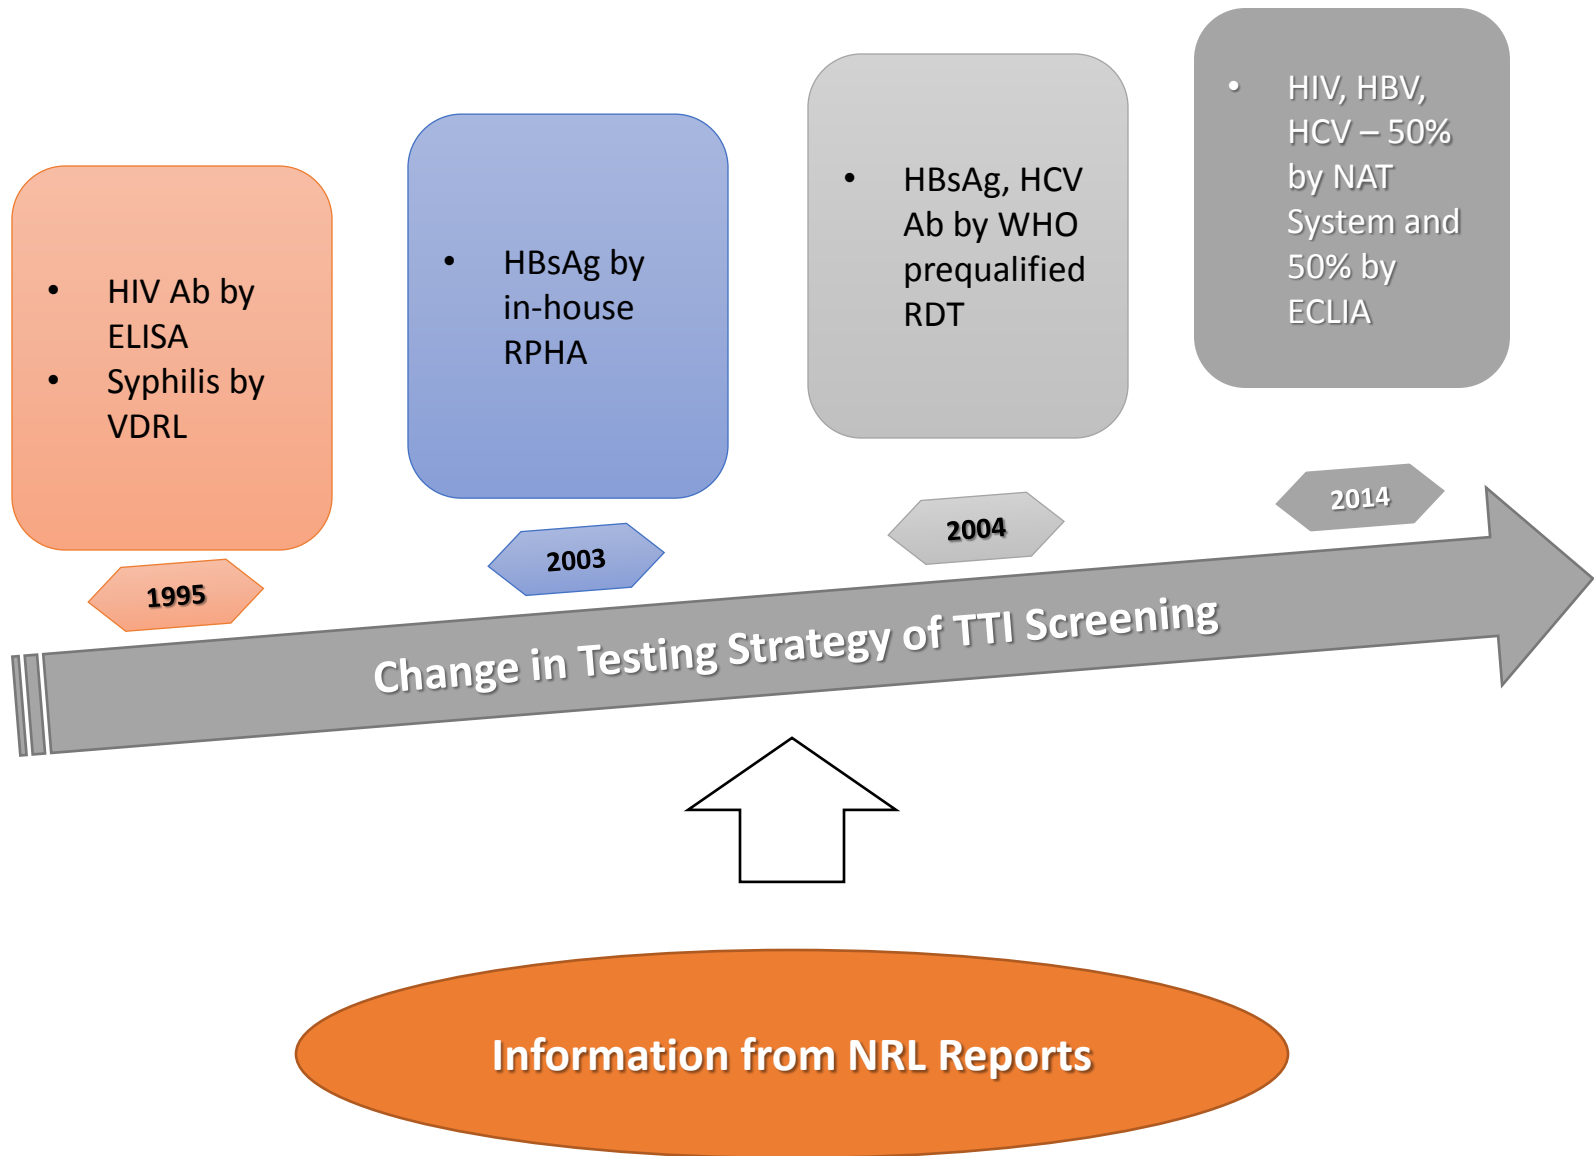 • HIV Ab by
ELISA
• Syphilis by
VDRL
1995
• HBsAg by
in-house
RPHA
2003
• HBsAg, HCV
Ab by WHO
prequalified
RDT
2004
• HIV, HBV,
HCV – 50%
by NAT
System and
50% by
ECLIA
2014
Change in Testing Strategy of TTI Screening
Information from NRL Reports